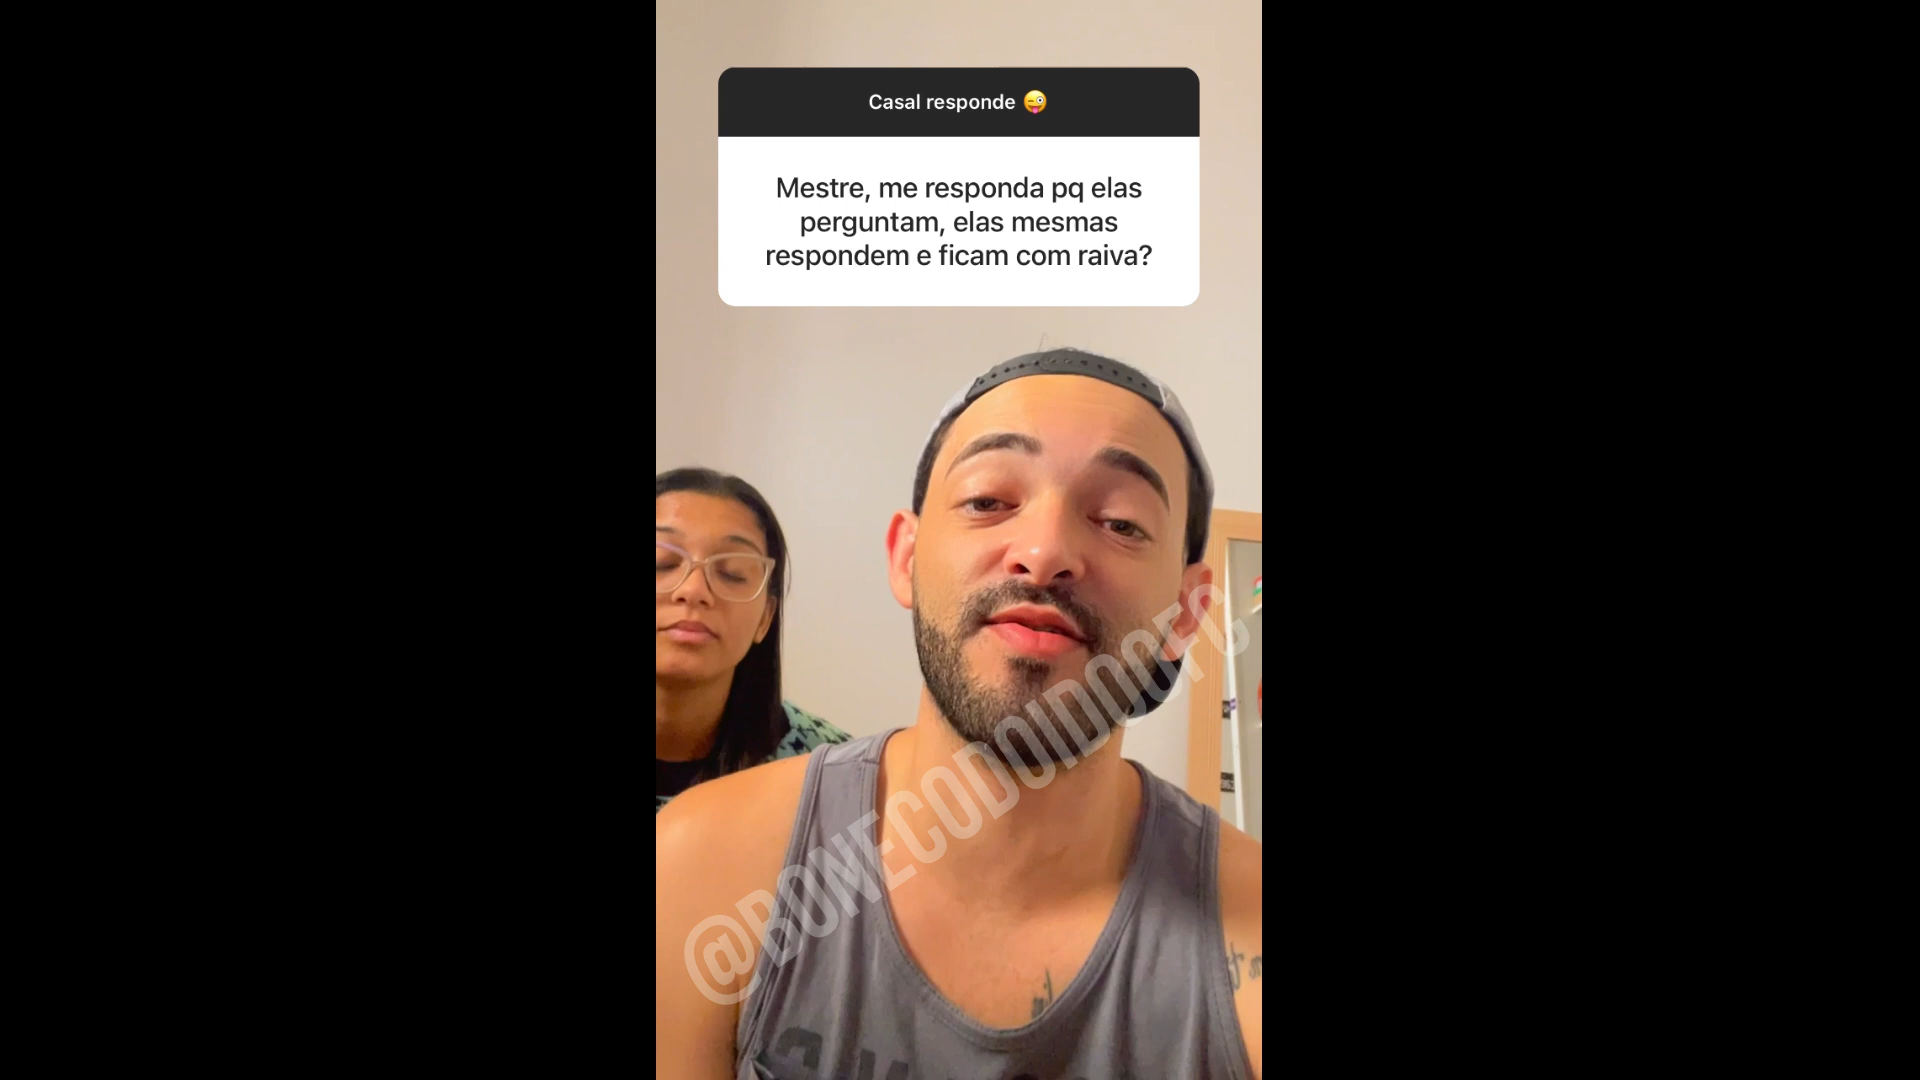 Casal responde 😜
Mestre, me responda pq elas
perguntam, elas mesmas
respondem e ficam com raiva?
@BONECODOIDOOFC